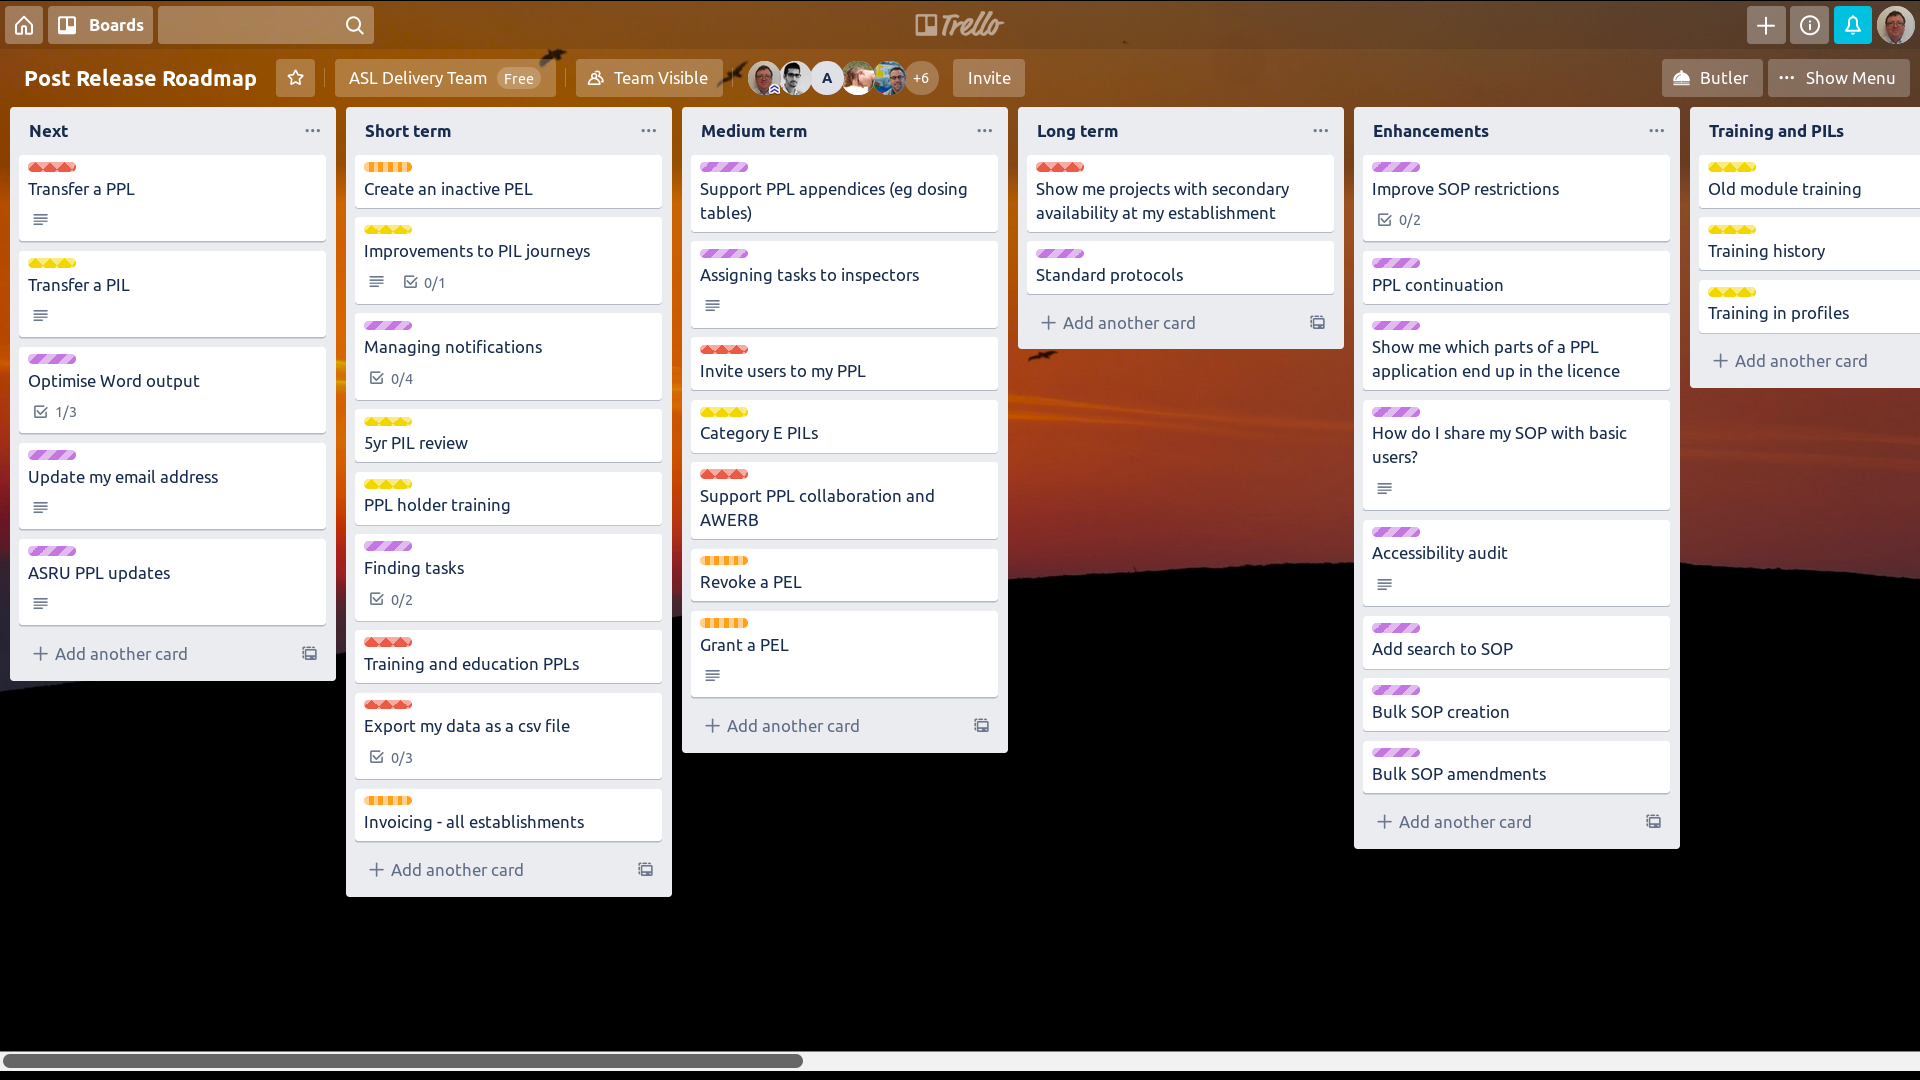 Boards
Trello
Post Release Roadmap
ASL Delivery Team Free
Team Visible
A
+6
Invite
Butler
Show Menu
Next
Transfer a PPL
Transfer a PIL
Optimise Word output
1/3
Update my email address
ASRU PPL updates
Add another card
Short term
Create an inactive PEL
Improvements to PIL journeys
0/1
Managing notifications
0/4
5yr PIL review
PPL holder training
Finding tasks
0/2
Training and education PPLs
Export my data as a csv file
0/3
Invoicing - all establishments
Add another card
Medium term
Support PPL appendices (eg dosing
tables)
Assigning tasks to inspectors
Invite users to my PPL
Category E PILs
Support PPL collaboration and
AWERB
Revoke a PEL
Grant a PEL
Add another card
Long term
Show me projects with secondary
availability at my establishment
Standard protocols
Add another card
Enhancements
Improve SOP restrictions
0/2
PPL continuation
Show me which parts of a PPL
application end up in the licence
How do I share my SOP with basic
users?
Accessibility audit
Add search to SOP
Bulk SOP creation
Bulk SOP amendments
Add another card
Training and PILs
Old module training
Training history
Training in profiles
Add another card